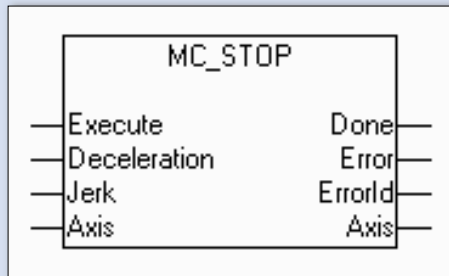 MC_STOP
Execute Done
Deceleration Error
Jerk ErrorId
Axis Axis